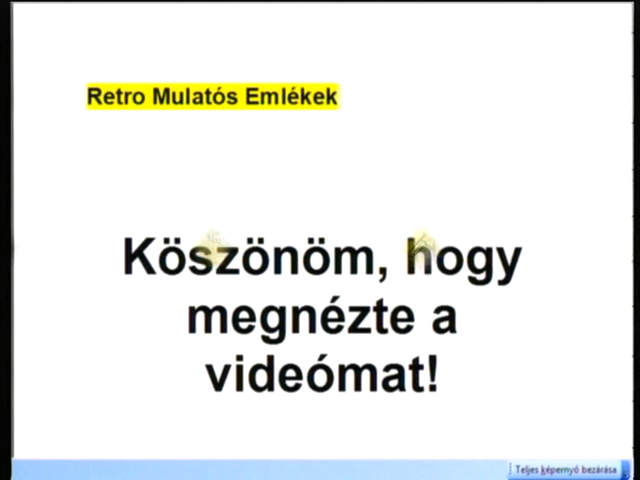 Retro Mulatós Emlékek
Köszönöm, hogy
megnézte a
videómat!
Teljes képernyő bezárása